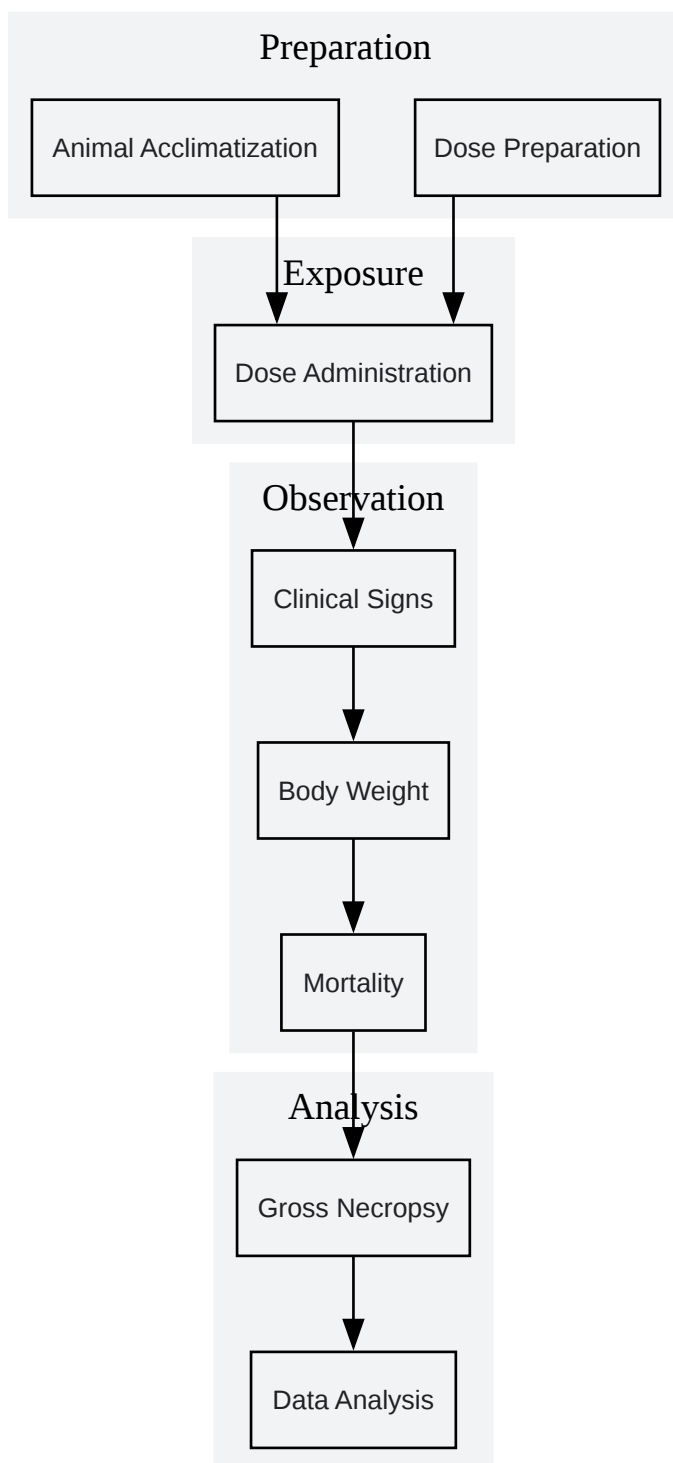 Preparation
Animal Acclimatization
Dose Preparation
Exposure
Dose Administration
Observation
Clinical Signs
Body Weight
Mortality
Analysis
Gross Necropsy
Data Analysis